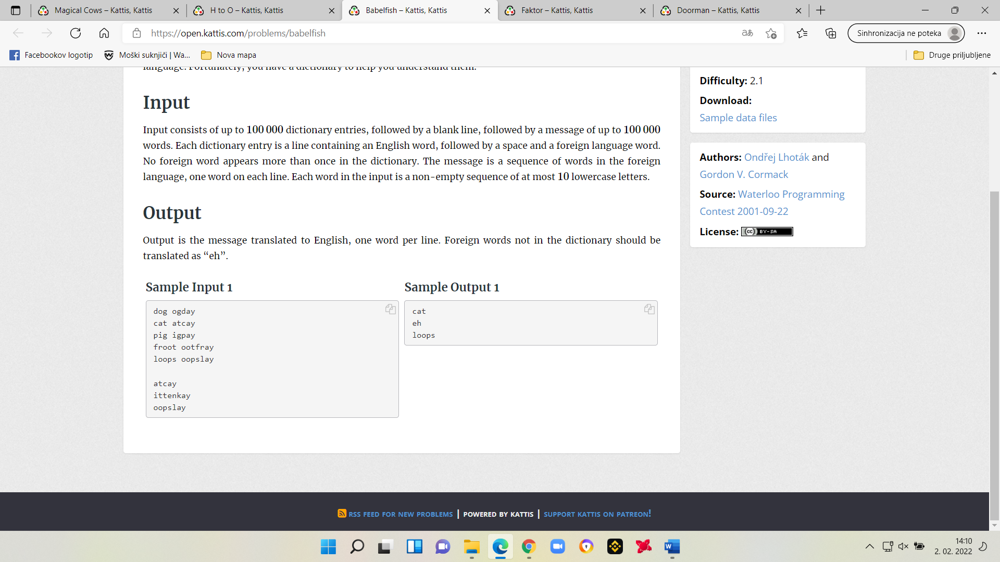 Magical Cows – Kattis, Kattis
H to O – Kattis, Kattis
Babelfish – Kattis, Kattis
Faktor – Kattis, Kattis
Doorman – Kattis, Kattis
https://open.kattis.com/problems/babelfish
aあ
Sinhronizacija ne poteka
Facebookov logotip
Moški suknjiči | Wa...
Nova mapa
Druge priljubljene
language. Fortunately, you have a dictionary to help you understand them.
Input
Input consists of up to 100 000 dictionary entries, followed by a blank line, followed by a message of up to 100 000
words. Each dictionary entry is a line containing an English word, followed by a space and a foreign language word.
No foreign word appears more than once in the dictionary. The message is a sequence of words in the foreign
language, one word on each line. Each word in the input is a non-empty sequence of at most 10 lowercase letters.
Output
Output is the message translated to English, one word per line. Foreign words not in the dictionary should be
translated as “eh”.
Sample Input 1
dog ogday
cat atcay
pig igpay
froot ootfray
loops oopslay
atcay
ittenkay
oopslay
Sample Output 1
cat
eh
loops
Difficulty: 2.1
Download:
Sample data files
Authors: Ondřej Lhoták and
Gordon V. Cormack
Source: Waterloo Programming
Contest 2001-09-22
License: (cc) BY-SA
RSS FEED FOR NEW PROBLEMS | POWERED BY KATTIS | SUPPORT KATTIS ON PATREON!
14:10
2. 02. 2022